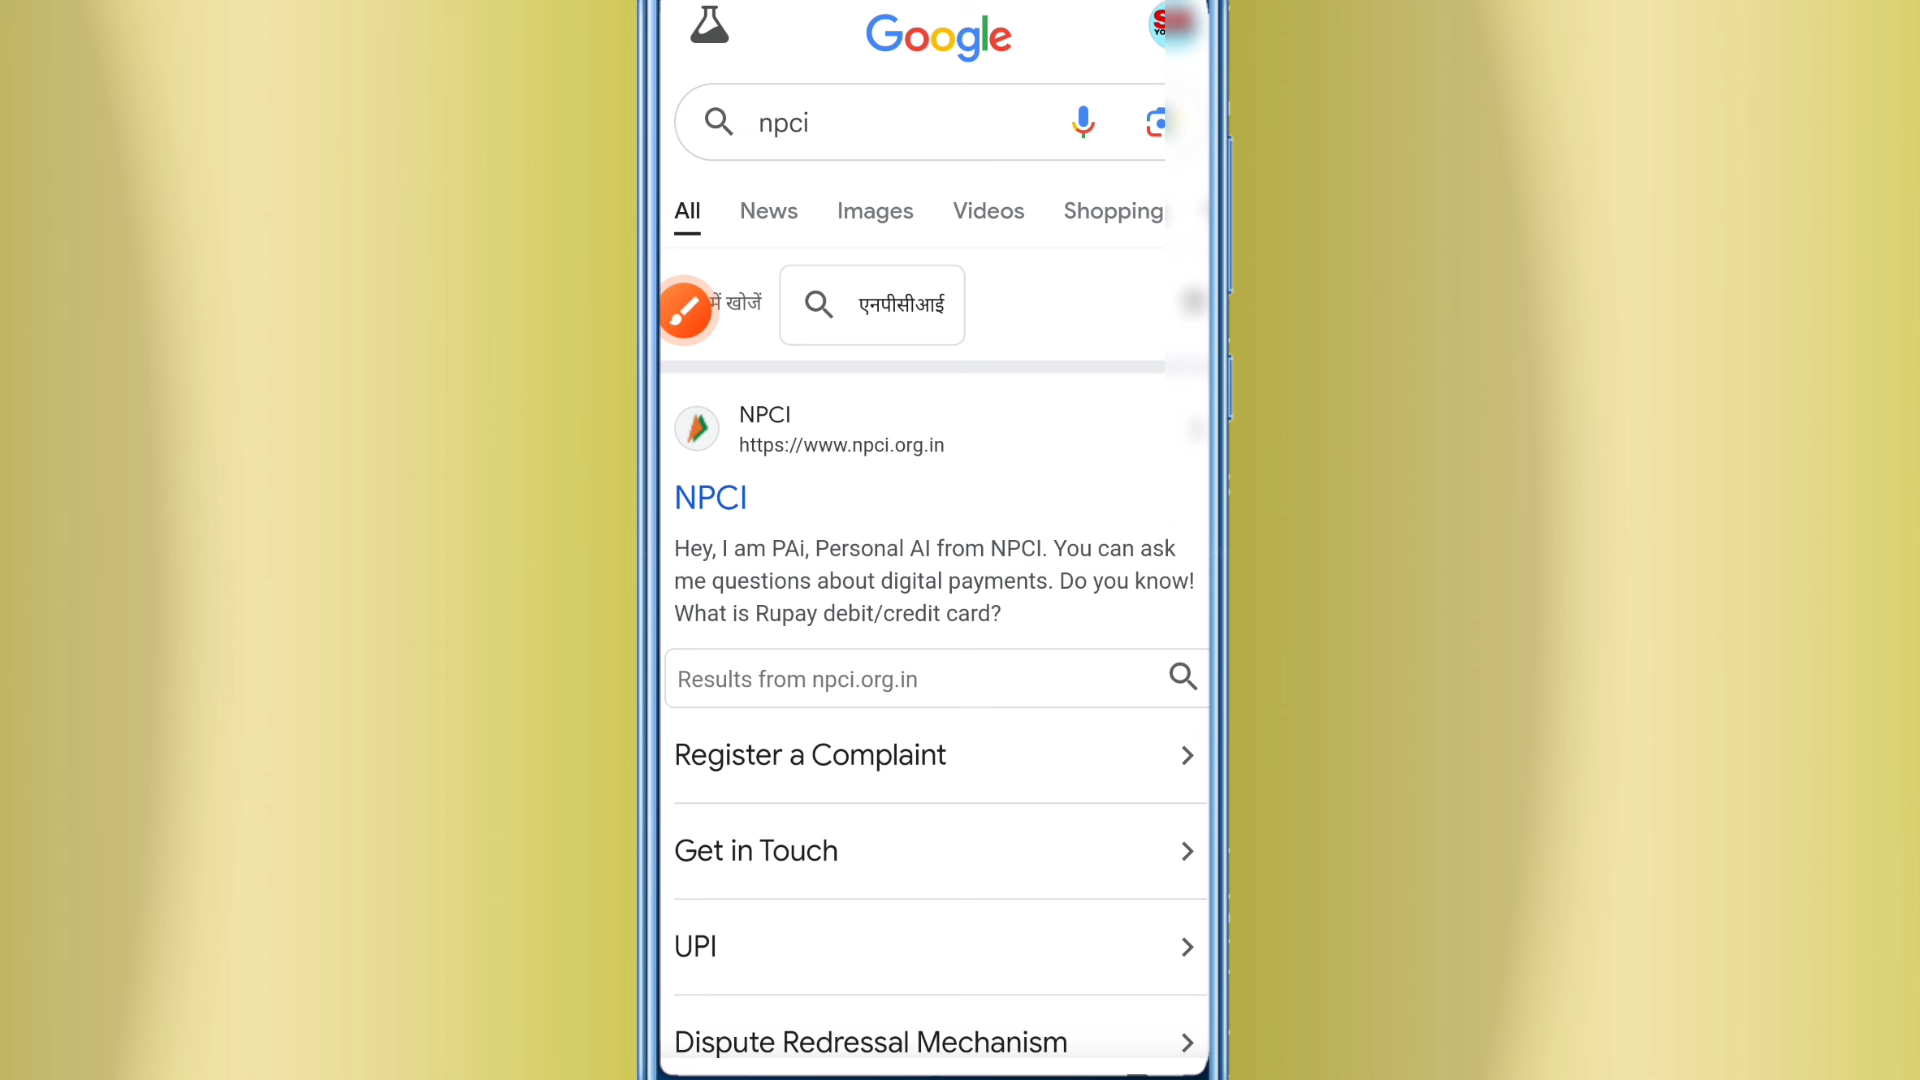 Google
npci
All News Images Videos Shopping
में खोजें एनपीसीआई
NPCI
https://www.npci.org.in
NPCI
Hey, I am PAi, Personal AI from NPCI. You can ask
me questions about digital payments. Do you know!
What is Rupay debit/credit card?
Results from npci.org.in
Register a Complaint
Get in Touch
UPI
Dispute Redressal Mechanism